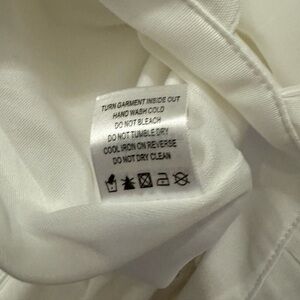 TURN GARMENT INSIDE OUT
HAND WASH COLD
DO NOT BLEACH
DO NOT TUMBLE DRY
COOL IRON ON REVERSE
DO NOT DRY CLEAN